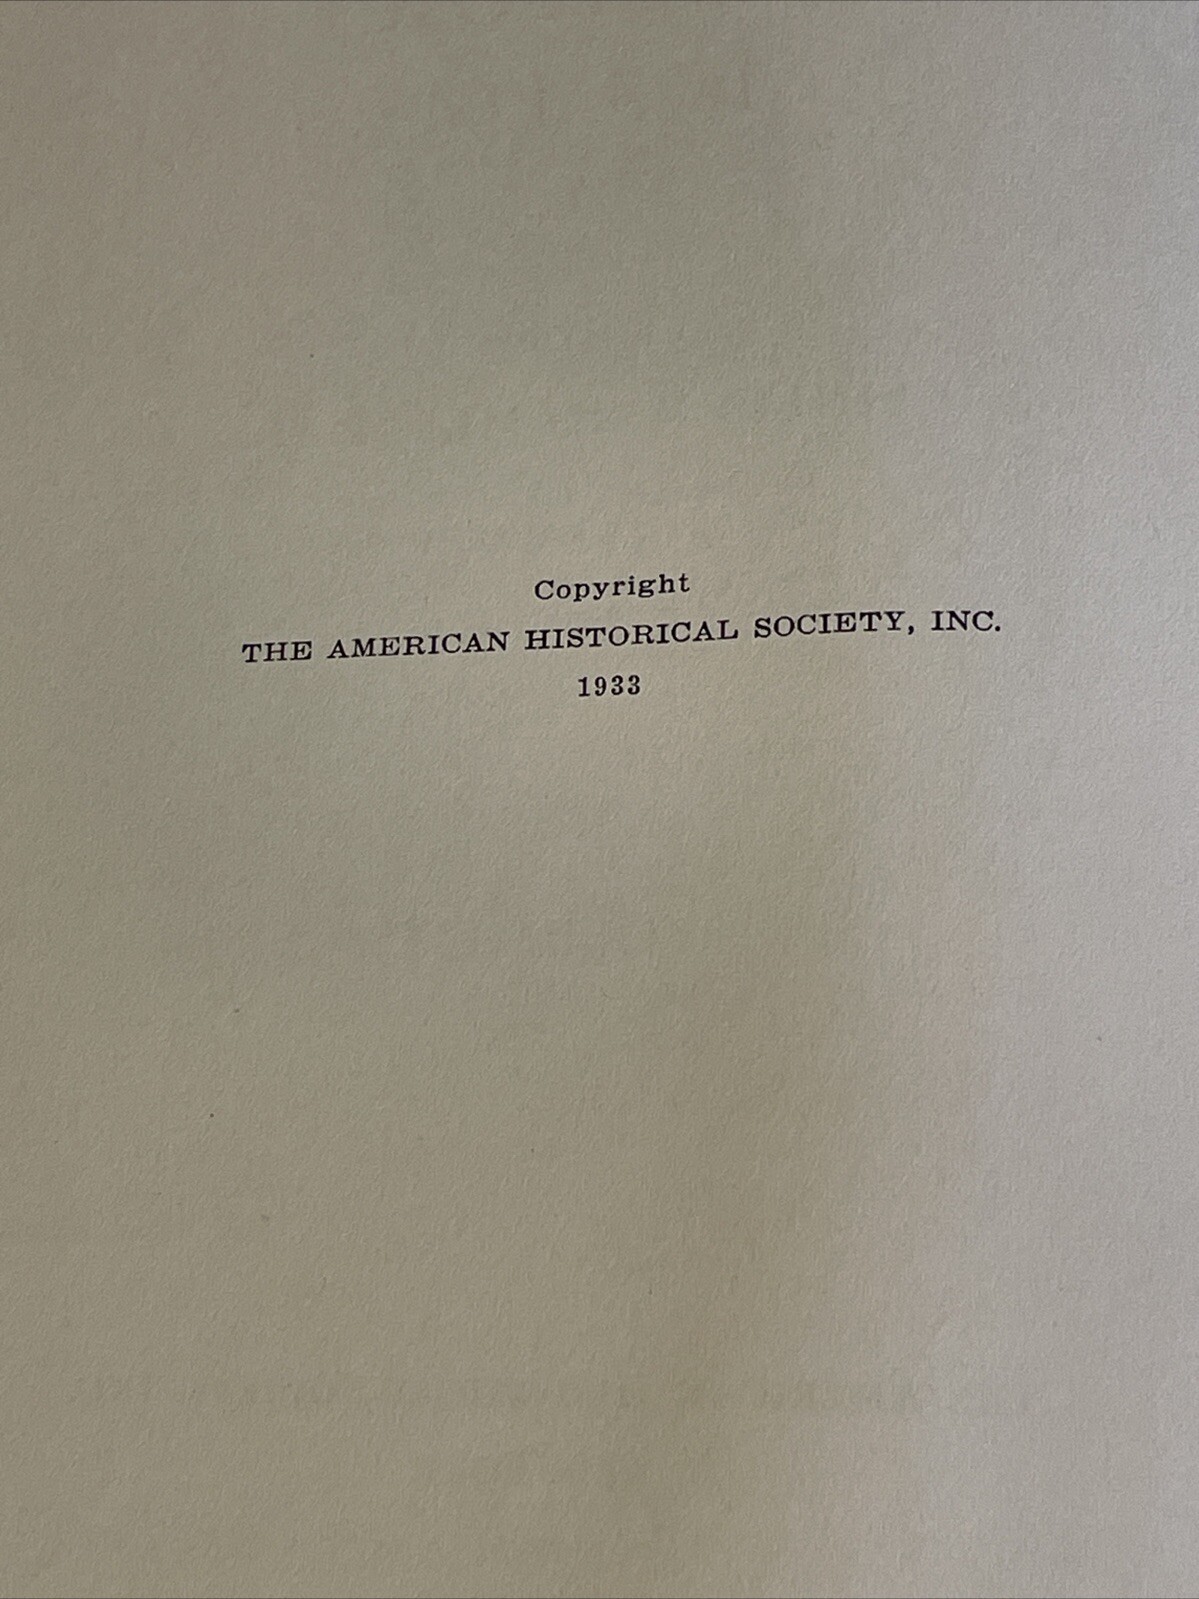 Copyright
THE AMERICAN HISTORICAL SOCIETY, INC.
1933